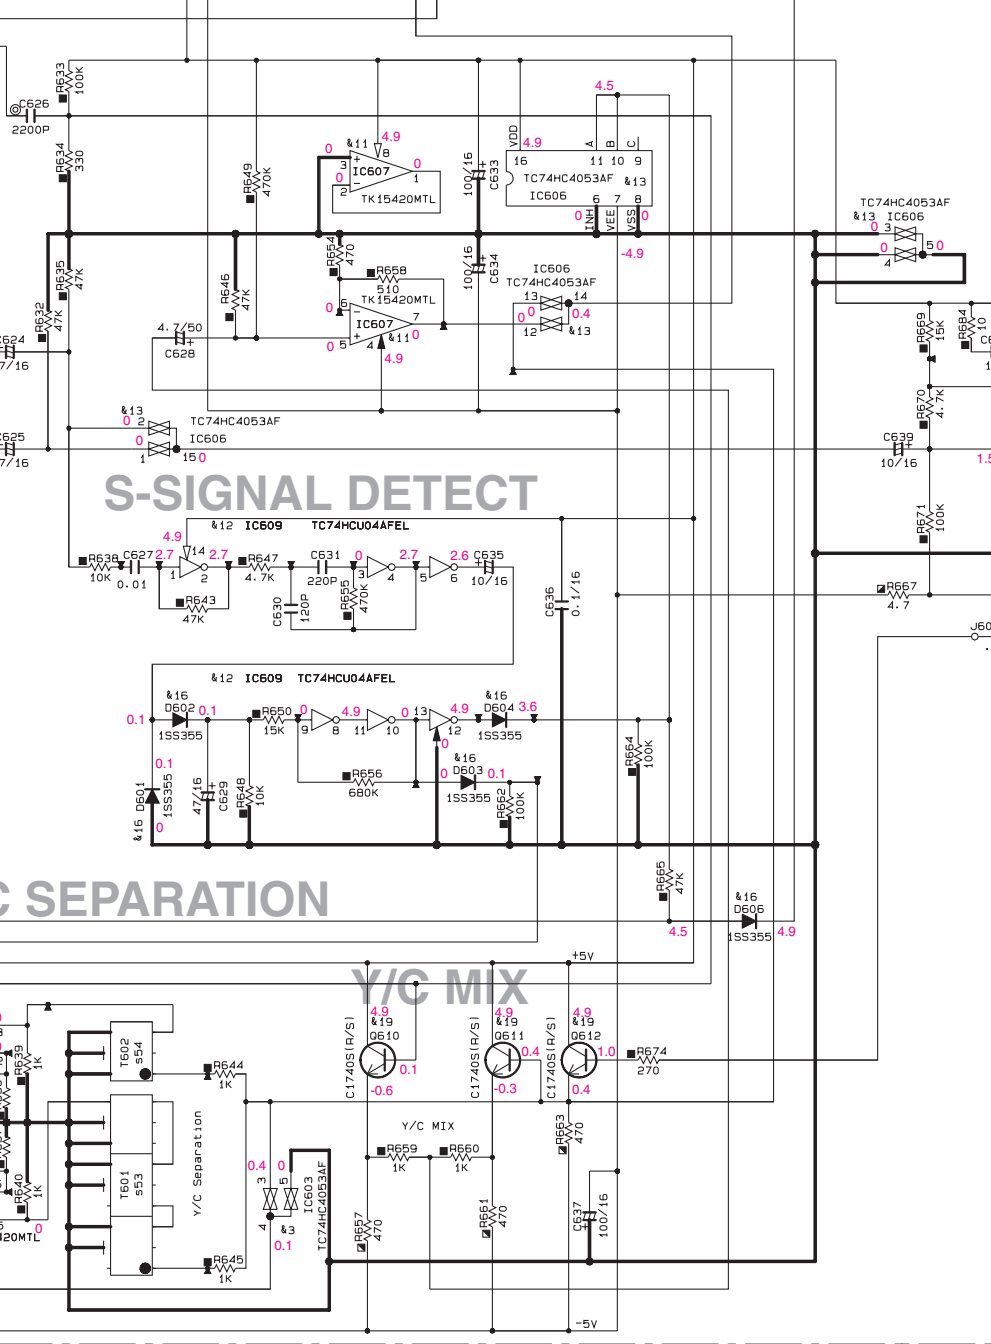 R633
100K
C626
2200P
R634
330
R649
470K
&11
4.9
0
3
8
0
IC607
1
0
2
TK15420MTL
100/16
C633
4.5
VDD
4.9
A
B
C
16
11
10
9
TC74HC4053AF
&13
IC606
6
7
8
0
INH
VEE
VSS
0
-4.9
TC74HC4053AF
&13
IC606
0
3
0
5
0
4
R635
47K
R632
47K
R646
47K
R654
470
R658
510
TK15420MTL
0
6
IC607
7
5
4
&11
0
0
4.9
100/16
C634
IC606
TC74HC4053AF
13
14
0
0
0.4
12
&13
4.7/50
C628
C624
7/16
R669
15K
R684
10
R670
4.7K
&13
0
2
TC74HC4053AF
0
IC606
1
15
0
C625
7/16
C639
10/16
1.5
R671
100K
S-SIGNAL DETECT
&12 IC609 TC74HCU04AFEL
4.9
14
R638
10K
C627
0.01
2.7
1
2
2.7
R643
47K
R647
4.7K
C631
220P
C630
120P
R655
470K
0
3
4
2.7
5
6
2.6
C635
10/16
C636
0.1/16
R667
4.7
J60
&12 IC609 TC74HCU04AFEL
0.1
&16
D602
0.1
1SS355
R650
15K
0
9
8
4.9
11
10
0
13
12
4.9
0
&16
D604
3.6
1SS355
0.1
&16 D601
1SS355
0
47/16
C629
R648
10K
R656
680K
0
&16
D603
0.1
1SS355
R662
100K
R664
100K
C SEPARATION
R665
47K
4.5
&16
D606
1SS355
4.9
+5V
Y/C MIX
4.9
&19
Q610
C1740S(R/S)
0.1
-0.6
4.9
&19
Q611
C1740S(R/S)
0.4
-0.3
4.9
&19
Q612
C1740S(R/S)
1.0
0.4
R674
270
R639
1K
T602
s54
R644
1K
Y/C MIX
R659
1K
R660
1K
R663
470
T601
s53
Y/C Separation
R640
1K
0
420MTL
0.4
0
3
5
IC603
TC74HC4053AF
4
&3
0.1
R657
470
R661
470
C637
100/16
R645
1K
-5V